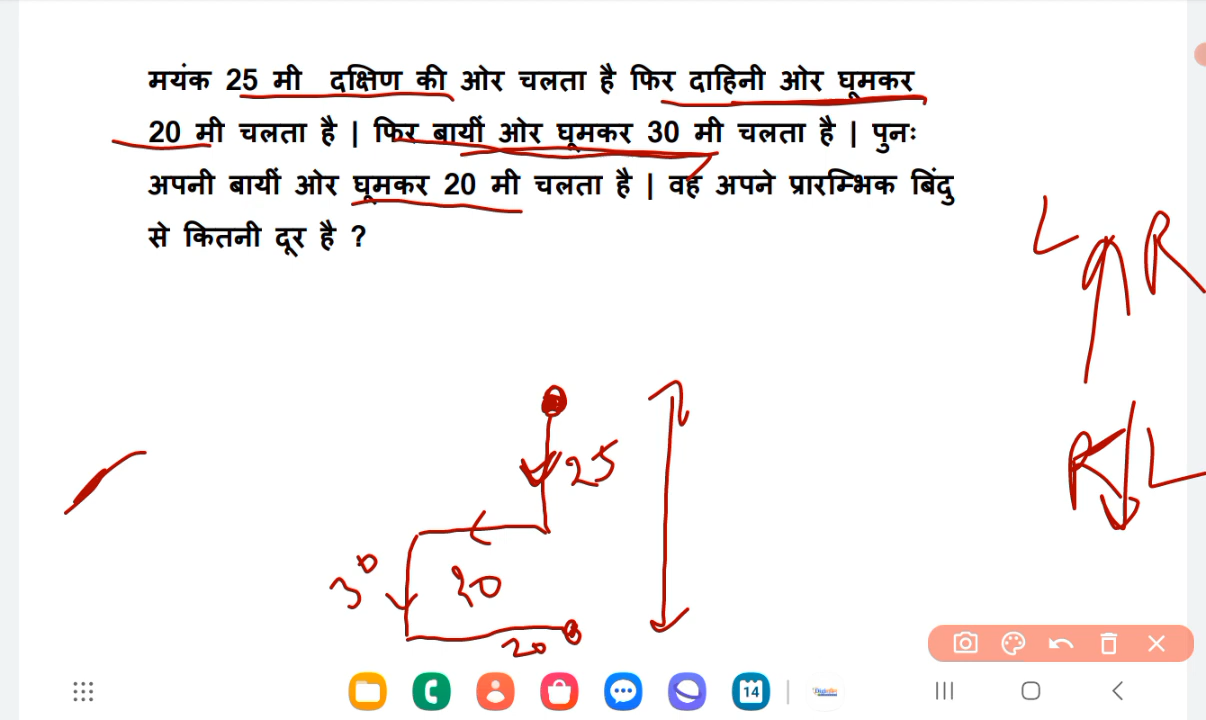 मयंक 25 मी दक्षिण की ओर चलता है फिर दाहिनी ओर घूमकर
20 मी चलता है | फिर बायीं ओर घूमकर 30 मी चलता है | पुनः
अपनी बायीं ओर घूमकर 20 मी चलता है | वह अपने प्रारम्भिक बिंदु
से कितनी दूर है ?
L R
25
R L
30
20
20
14